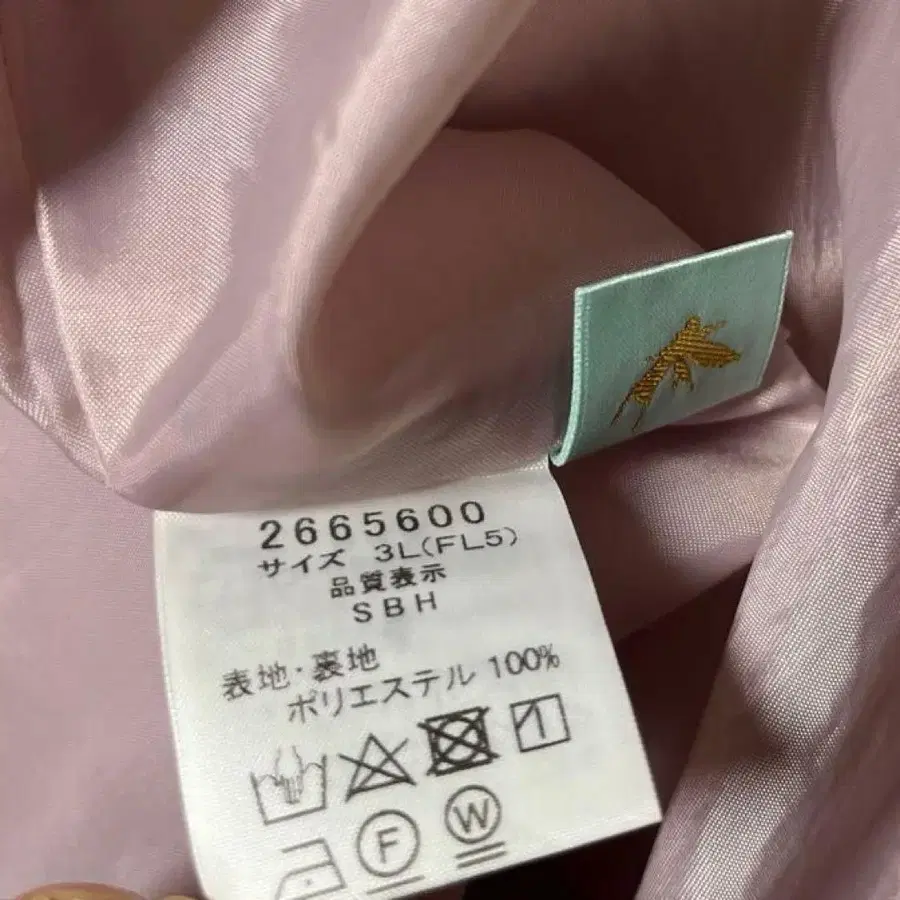 2665600
サイズ 3L(FL5)
品質表示
SBH
表地・裏地
ポリエステル 100%
F W